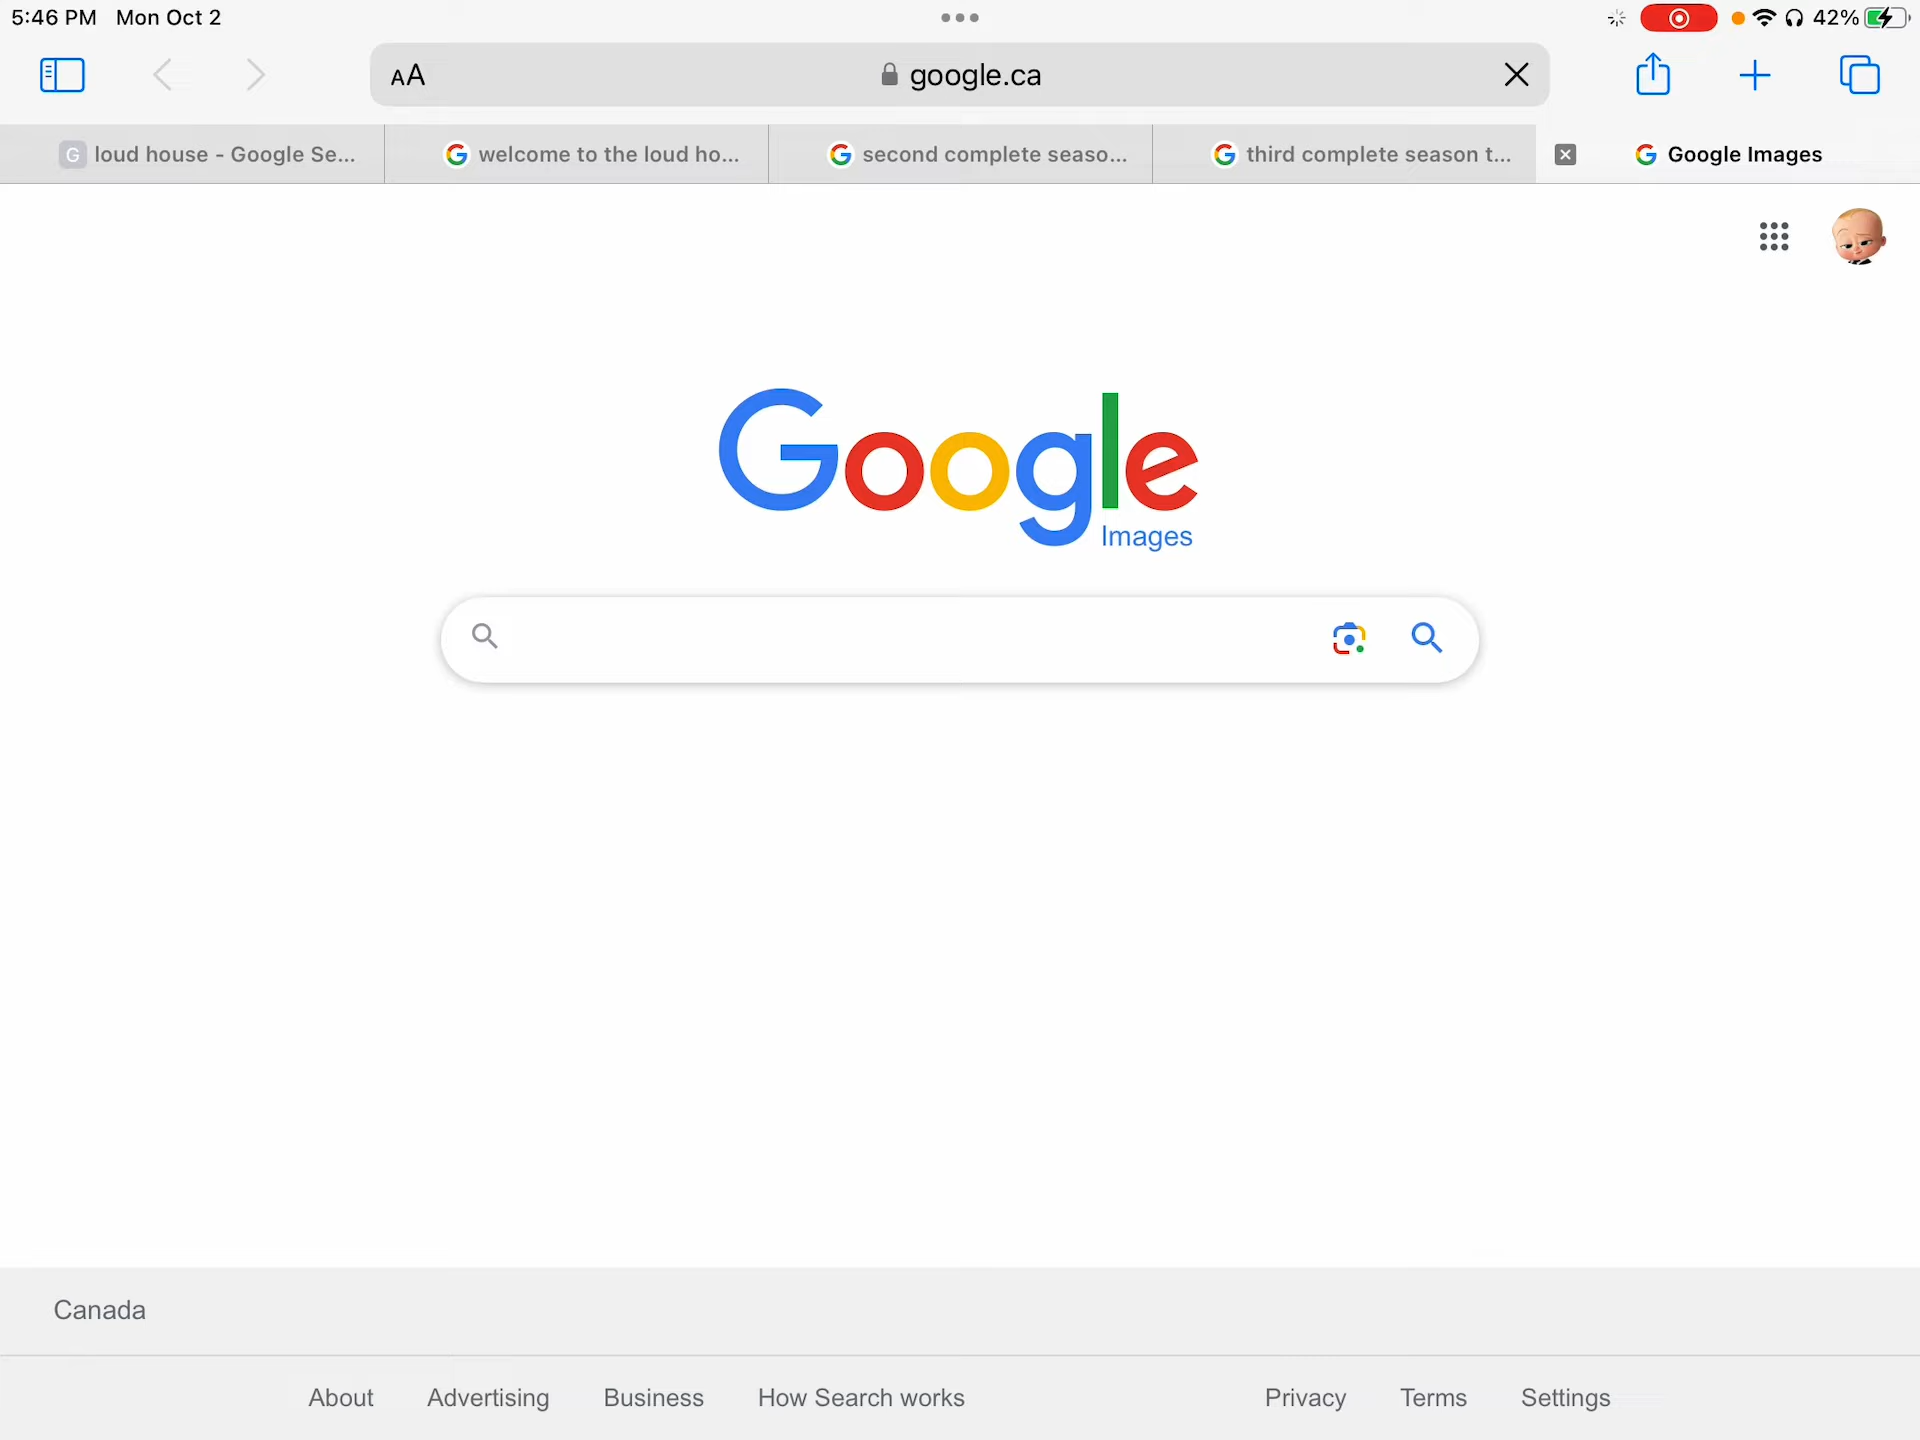 5:46 PM Mon Oct 2
42%
AA
google.ca
G loud house - Google Se...
welcome to the loud ho...
second complete seaso...
third complete season t...
Google Images
Google
Images
Canada
About Advertising Business How Search works Privacy Terms Settings